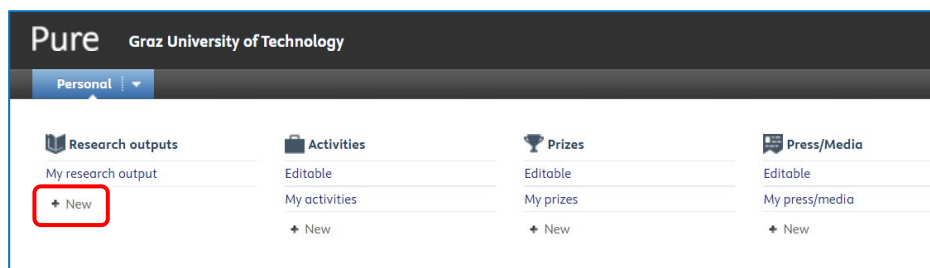 Pure Graz University of Technology
Personal
Research outputs
My research output
+ New
Activities
Editable
My activities
+ New
Prizes
Editable
My prizes
+ New
Press/Media
Editable
My press/media
+ New